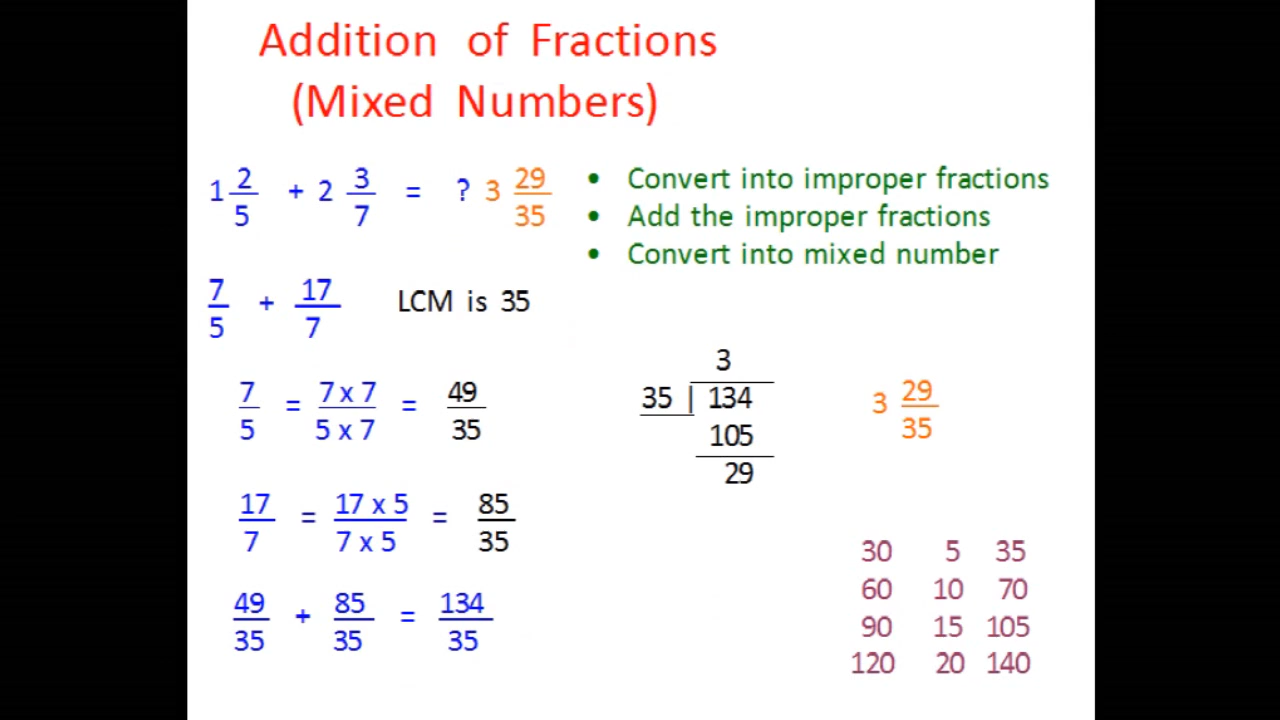 Addition of Fractions
(Mixed Numbers)
1 2/5 + 2 3/7 = ? 3 29/35
• Convert into improper fractions
• Add the improper fractions
• Convert into mixed number
7/5 + 17/7 LCM is 35
7/5 = 7 x 7/5 x 7 = 49/35
17/7 = 17 x 5/7 x 5 = 85/35
49/35 + 85/35 = 134/35
3
35 | 134
105
29
3 29/35
30 5 35
60 10 70
90 15 105
120 20 140